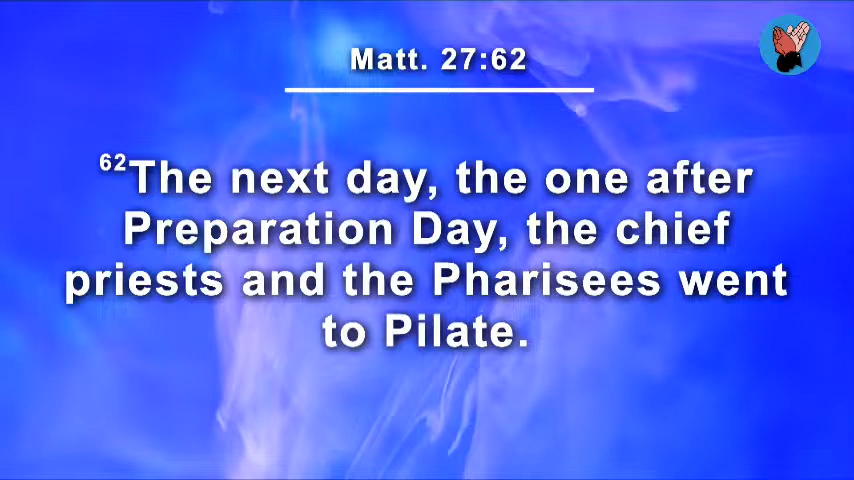 Matt. 27:62
62The next day, the one after
Preparation Day, the chief
priests and the Pharisees went
to Pilate.